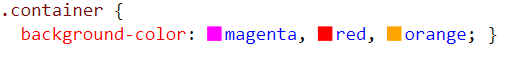 .container {
background-color: magenta, red, orange; }